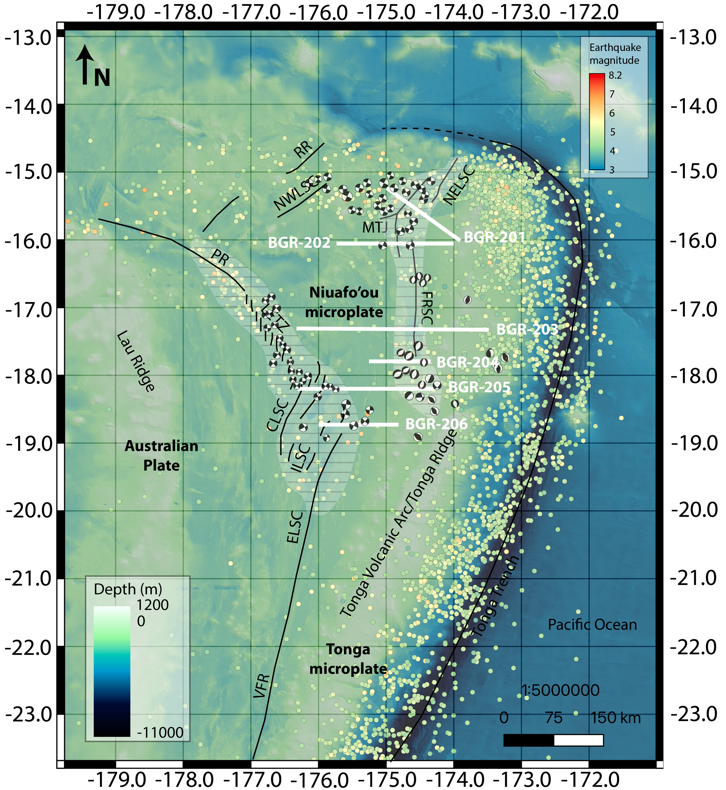 -179.0 -178.0 -177.0 -176.0 -175.0 -174.0 -173.0 -172.0
-13.0 -13.0
Earthquake
magnitude
8.2
7
6
5
4
3
N
-14.0 -14.0
-15.0 -15.0
RR
NWLSC
NELSC
MTJ
BGR-201
BGR-202
-16.0 -16.0
PR
Niuafo'ou
microplate
FRSC
-17.0 -17.0
LTZ
BGR-203
Lau Ridge
BGR-204
-18.0 -18.0
BGR-205
CLSC
BGR-206
-19.0 -19.0
Australian
Plate
ILSC
-20.0 -20.0
ELSC
Tonga Volcanic Arc/Tonga RIdge
-21.0 -21.0
Tonga Trench
Depth (m)
1200
0
-11000
Pacific Ocean
-22.0 -22.0
Tonga
microplate
VFR
1:5000000
0 75 150 km
-23.0 -23.0
-179.0 -178.0 -177.0 -176.0 -175.0 -174.0 -173.0 -172.0